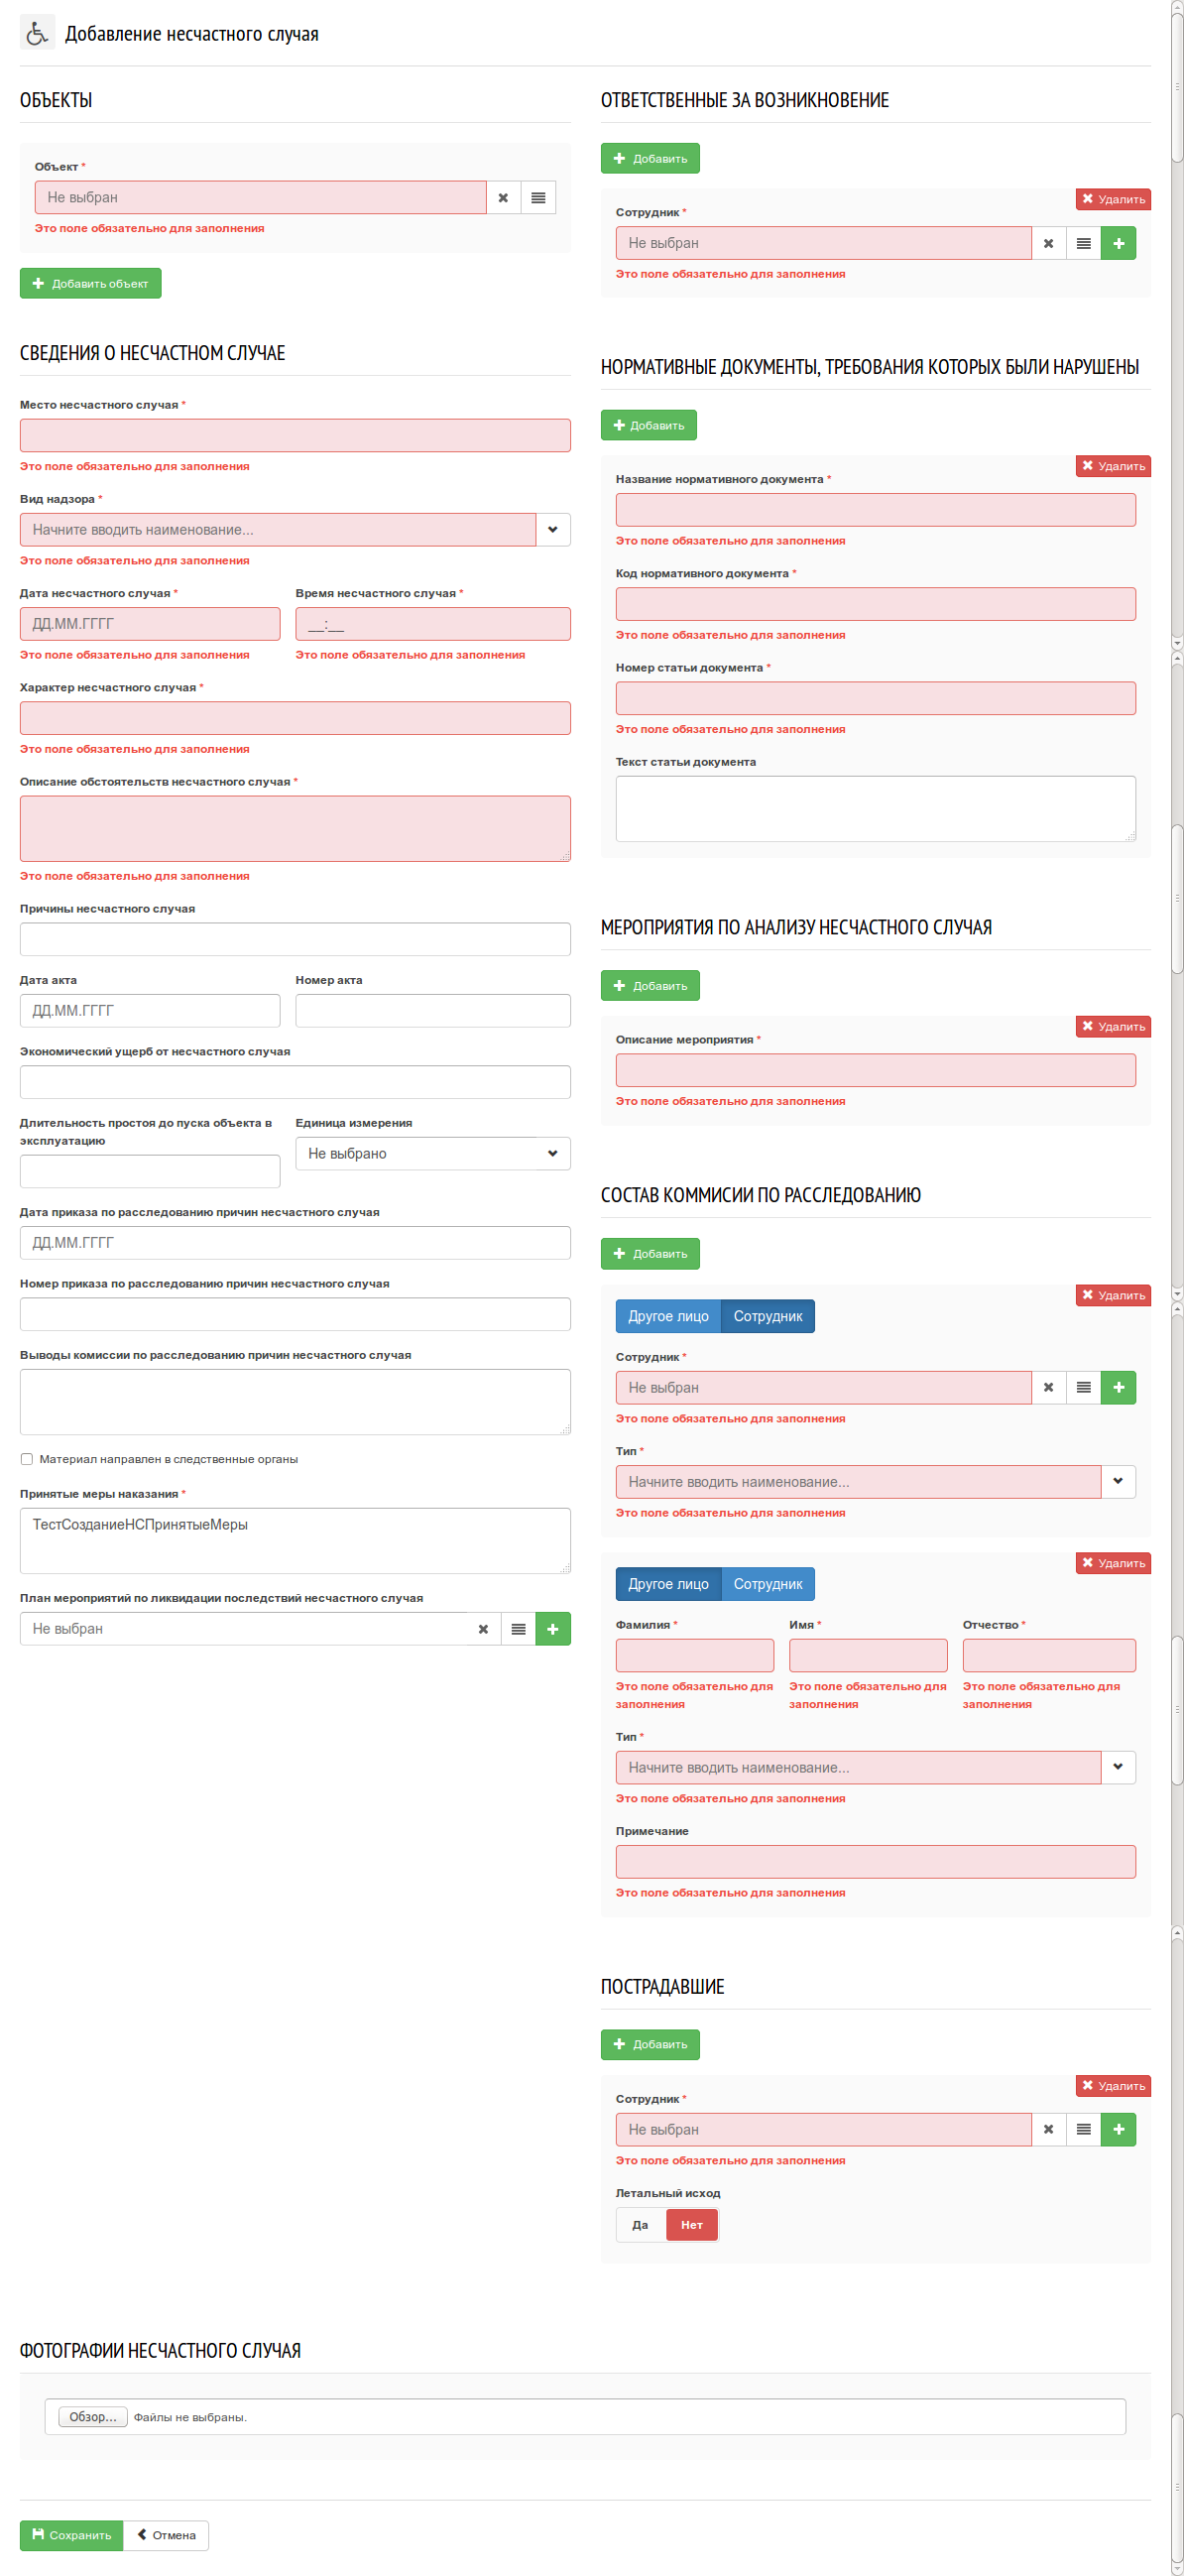 Добавление несчастного случая
ОБЪЕКТЫ
Объект *
Не выбран
Это поле обязательно для заполнения
Добавить объект
СВЕДЕНИЯ О НЕСЧАСТНОМ СЛУЧАЕ
Место несчастного случая *
Это поле обязательно для заполнения
Вид надзора *
Начните вводить наименование...
Это поле обязательно для заполнения
Дата несчастного случая * Время несчастного случая *
ДД.ММ.ГГГГ __:__
Это поле обязательно для заполнения Это поле обязательно для заполнения
Характер несчастного случая *
Это поле обязательно для заполнения
Описание обстоятельств несчастного случая *
Это поле обязательно для заполнения
Причины несчастного случая
Дата акта Номер акта
ДД.ММ.ГГГГ
Экономический ущерб от несчастного случая
Длительность простоя до пуска объекта в
эксплуатацию
Единица измерения
Не выбрано
Дата приказа по расследованию причин несчастного случая
ДД.ММ.ГГГГ
Номер приказа по расследованию причин несчастного случая
Выводы комиссии по расследованию причин несчастного случая
Материал направлен в следственные органы
Принятые меры наказания *
ТестСозданиеНСПринятыеМеры
План мероприятий по ликвидации последствий несчастного случая
Не выбран
ОТВЕТСТВЕННЫЕ ЗА ВОЗНИКНОВЕНИЕ
Добавить
Удалить
Сотрудник *
Не выбран
Это поле обязательно для заполнения
НОРМАТИВНЫЕ ДОКУМЕНТЫ, ТРЕБОВАНИЯ КОТОРЫХ БЫЛИ НАРУШЕНЫ
Добавить
Удалить
Название нормативного документа *
Это поле обязательно для заполнения
Код нормативного документа *
Это поле обязательно для заполнения
Номер статьи документа *
Это поле обязательно для заполнения
Текст статьи документа
МЕРОПРИЯТИЯ ПО АНАЛИЗУ НЕСЧАСТНОГО СЛУЧАЯ
Добавить
Удалить
Описание мероприятия *
Это поле обязательно для заполнения
СОСТАВ КОММИСИИ ПО РАССЛЕДОВАНИЮ
Добавить
Удалить
Другое лицо Сотрудник
Сотрудник *
Не выбран
Это поле обязательно для заполнения
Тип *
Начните вводить наименование...
Это поле обязательно для заполнения
Удалить
Другое лицо Сотрудник
Фамилия * Имя * Отчество *
Это поле обязательно для Это поле обязательно для Это поле обязательно для
заполнения заполнения заполнения
Тип *
Начните вводить наименование...
Это поле обязательно для заполнения
Примечание
Это поле обязательно для заполнения
ПОСТРАДАВШИЕ
Добавить
Удалить
Сотрудник *
Не выбран
Это поле обязательно для заполнения
Летальный исход
Да Нет
ФОТОГРАФИИ НЕСЧАСТНОГО СЛУЧАЯ
Обзор... Файлы не выбраны.
Сохранить Отмена